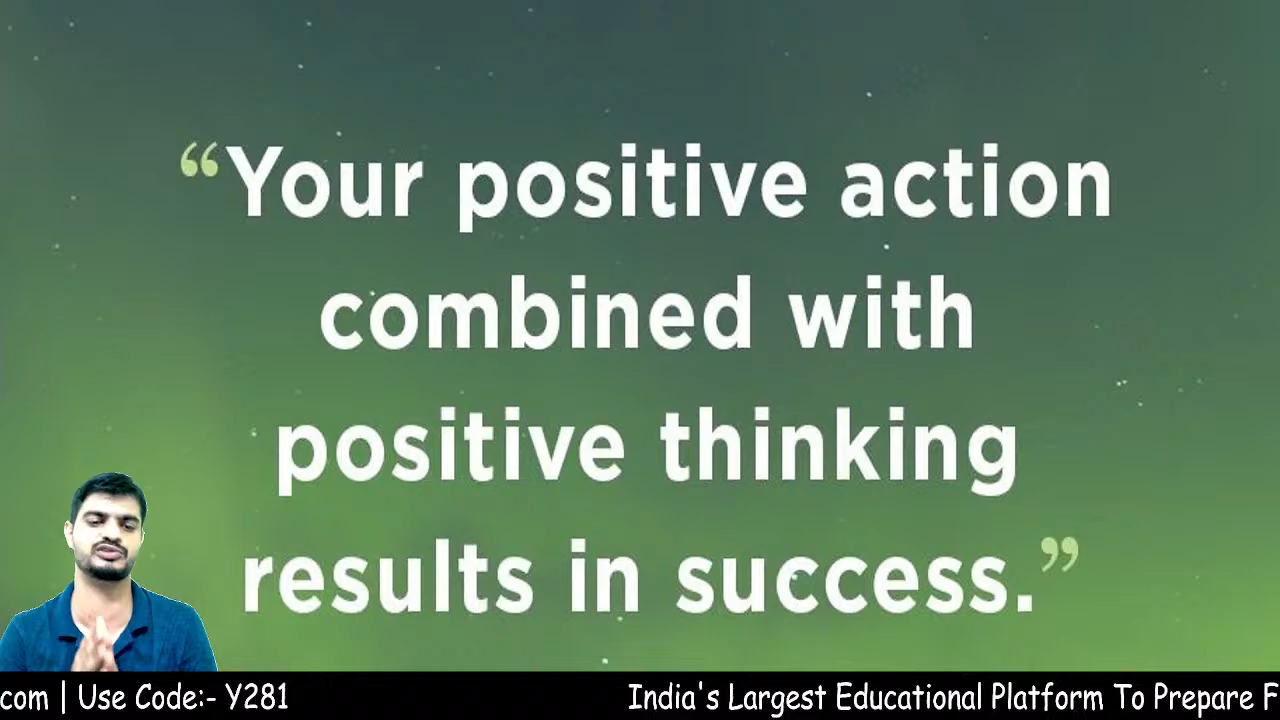 “Your positive action
combined with
positive thinking
results in success.”
com | Use Code:- Y281 India's Largest Educational Platform To Prepare F